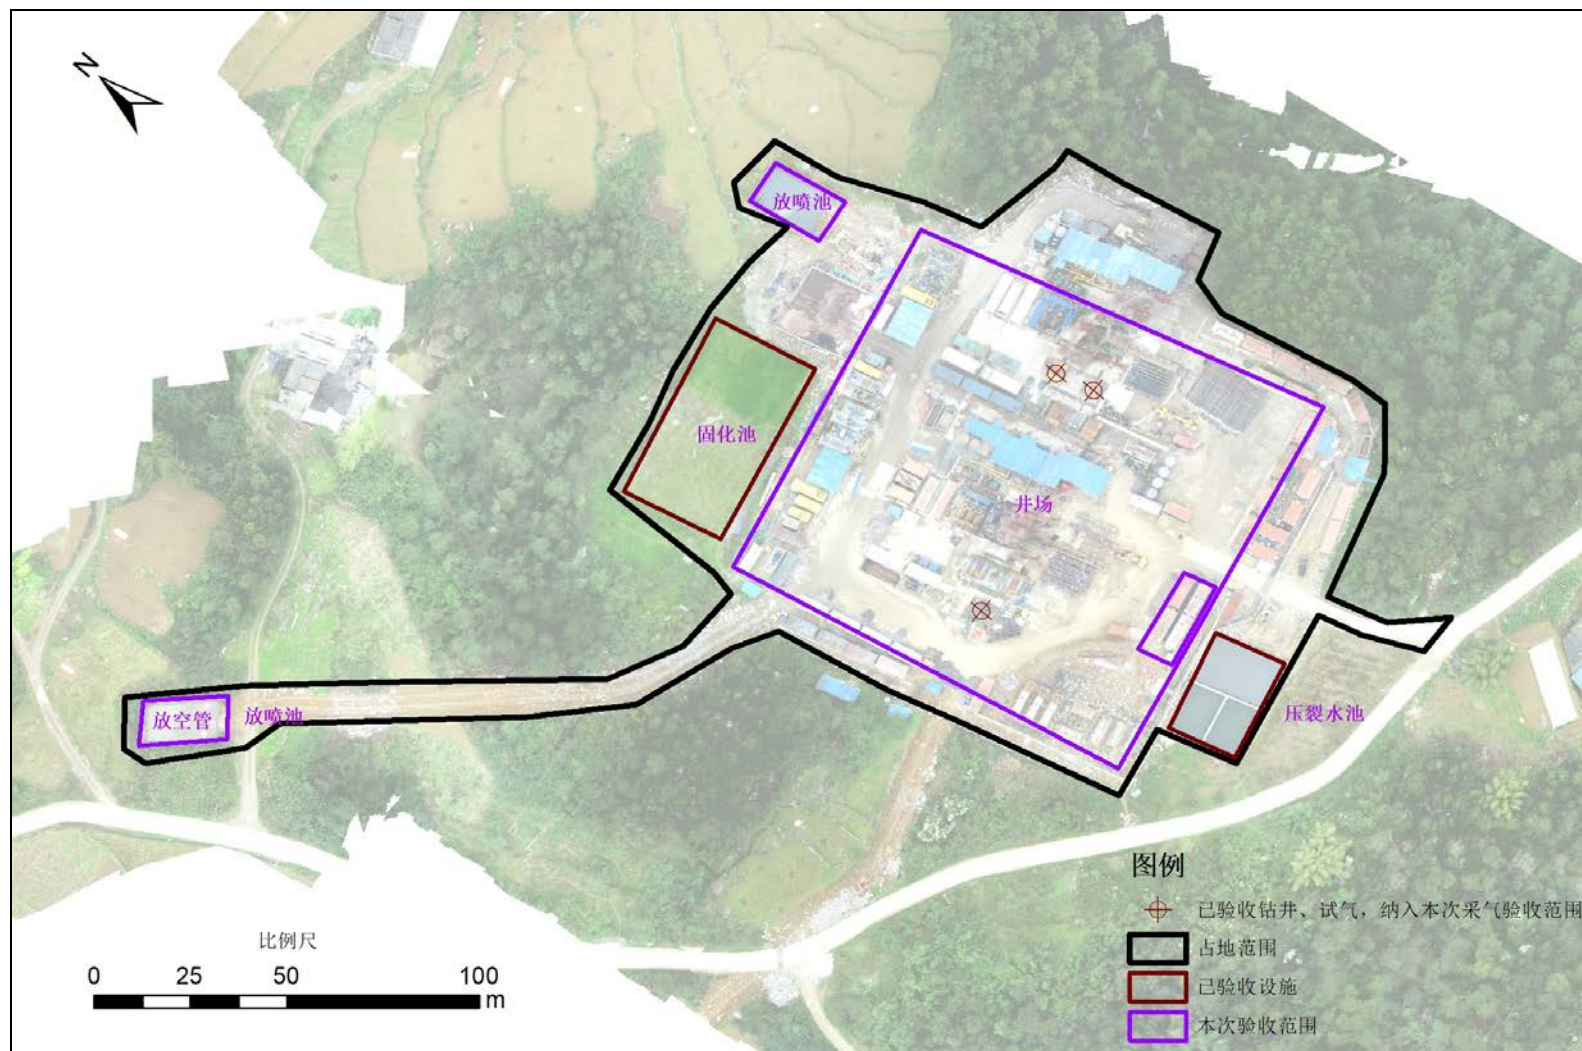 N
放喷池
固化池
井场
放空管
放喷池
压裂水池
图例
已验收钻井、试气，纳入本次采气验收范围
占地范围
已验收设施
本次验收范围
比例尺
0 25 50 100
m